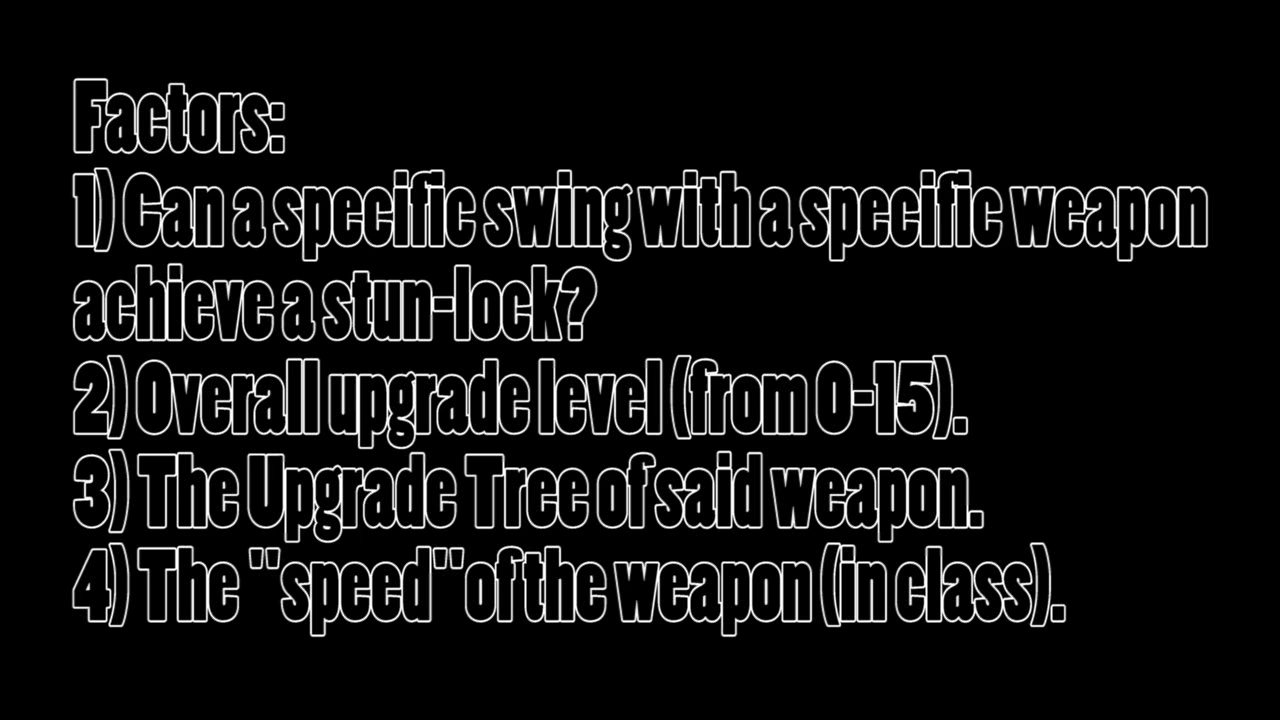 Factors:
1) Can a specific swing with a specific weapon
achieve a stun-lock?
2) Overall upgrade level (from 0-15).
3) The Upgrade Tree of said weapon.
4) The "speed" of the weapon (in class).